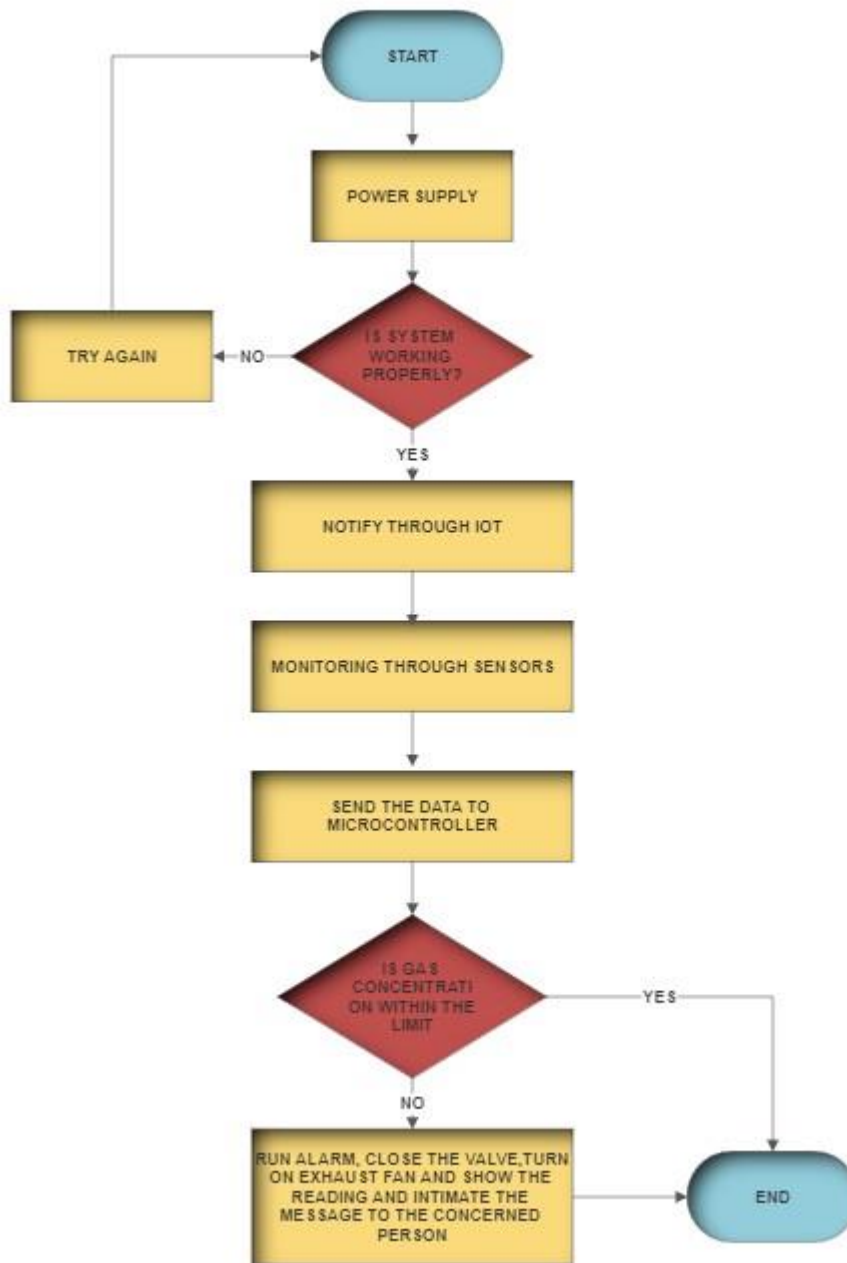 START
POWER SUPPLY
IS SYSTEM
WORKING
PROPERLY?
NO
TRY AGAIN
YES
NOTIFY THROUGH IOT
MONITORING THROUGH SENSORS
SEND THE DATA TO
MICROCONTROLLER
IS GAS
CONCENTRATI
ON WITHIN THE
LIMIT
YES
NO
RUN ALARM, CLOSE THE VALVE,TURN
ON EXHAUST FAN AND SHOW THE
READING AND INTIMATE THE
MESSAGE TO THE CONCERNED
PERSON
END